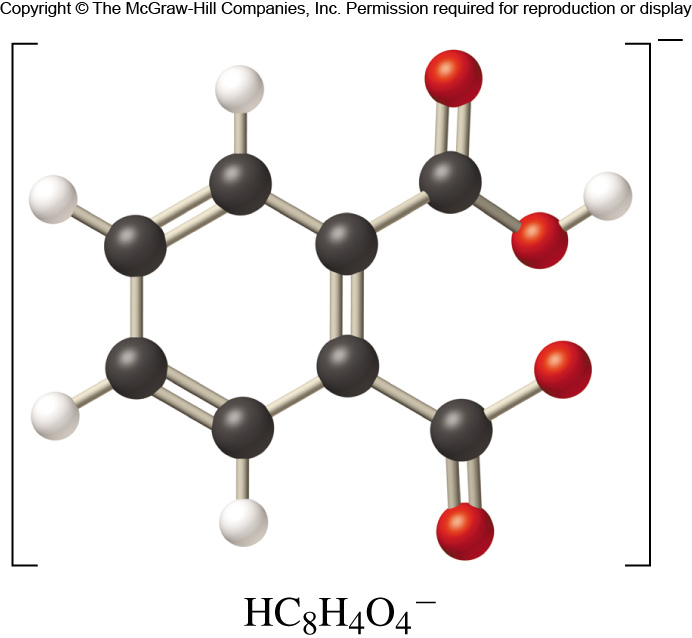 Copyright © The McGraw-Hill Companies, Inc. Permission required for reproduction or display
−
HC₈H₄O₄⁻